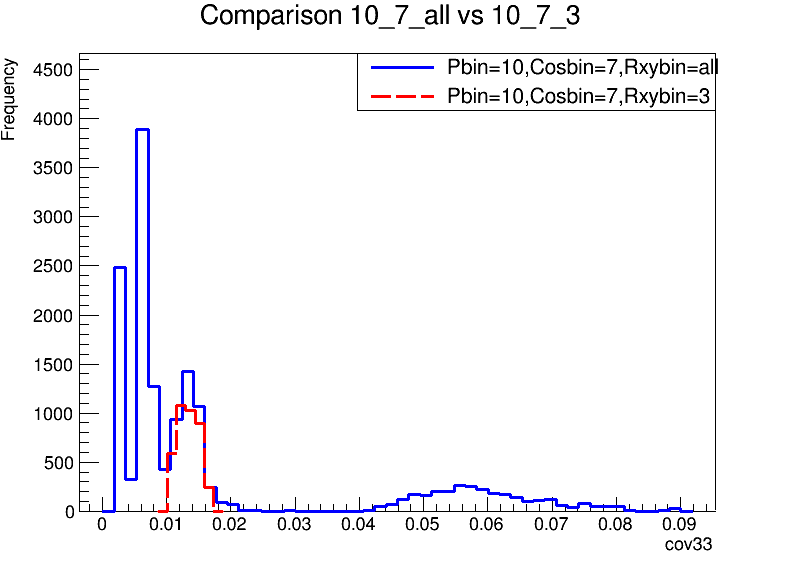 Comparison 10_7_all vs 10_7_3
Frequency
Pbin=10,Cosbin=7,Rxybin=all
Pbin=10,Cosbin=7,Rxybin=3
4500
4000
3500
3000
2500
2000
1500
1000
500
0
0 0.01 0.02 0.03 0.04 0.05 0.06 0.07 0.08 0.09
cov33